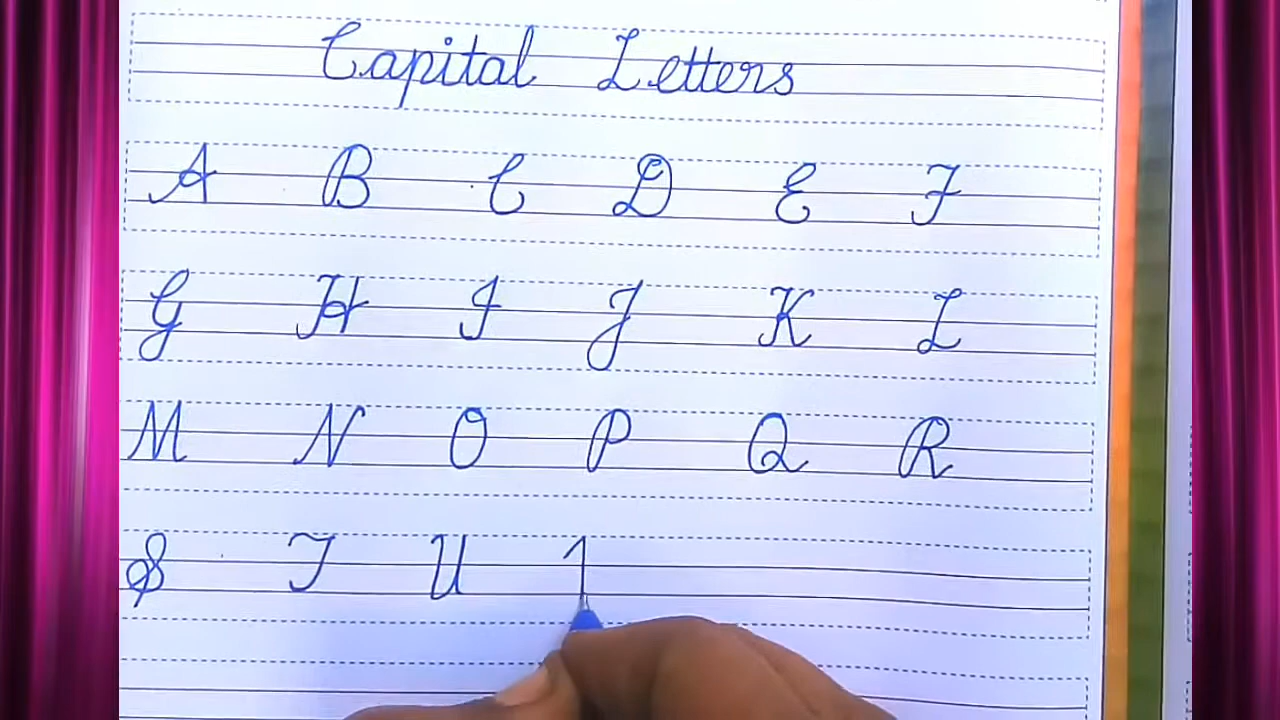 Capital Letters
A B C D E F
G H I J K L
M N O P Q R
S T U